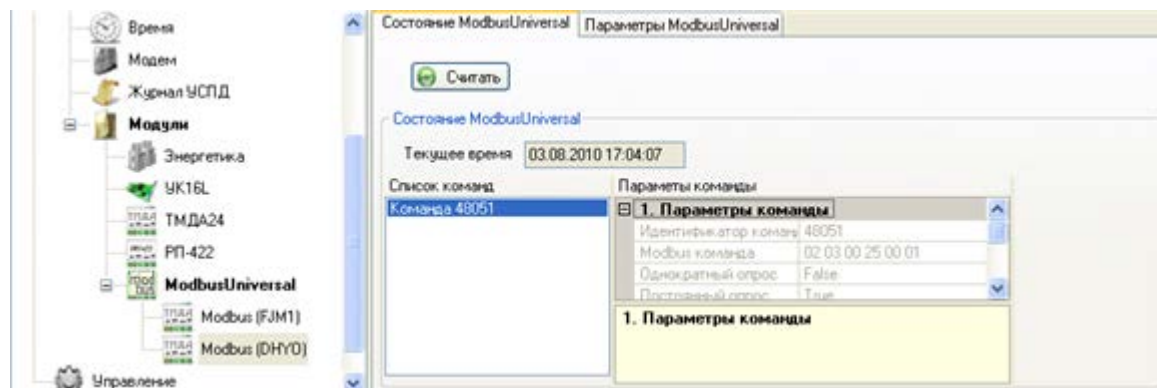 Время
Модем
Журнал УСПД
Модули
Энергетика
УК16L
ТМДА24
РП-422
ModbusUniversal
Modbus (FJM1)
Modbus (DHYO)
Управление
Состояние ModbusUniversal
Параметры ModbusUniversal
Считать
Состояние ModbusUniversal
Текущее время 03.08.2010 17:04:07
Список команд
Команда 48051
Параметы команды
1. Параметры команды
Идентификатор коман 48051
Modbus команда 02 03 00 25 00 01
Однократный опрос False
Постоянный опрос True
1. Параметры команды